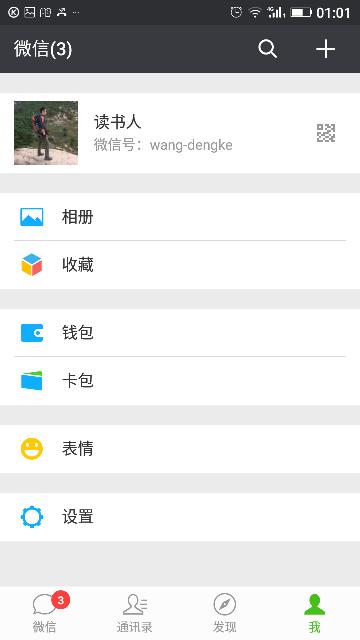 01:01
微信(3)
读书人
微信号：wang-dengke
相册
收藏
钱包
卡包
表情
设置
3
微信
通讯录
发现
我